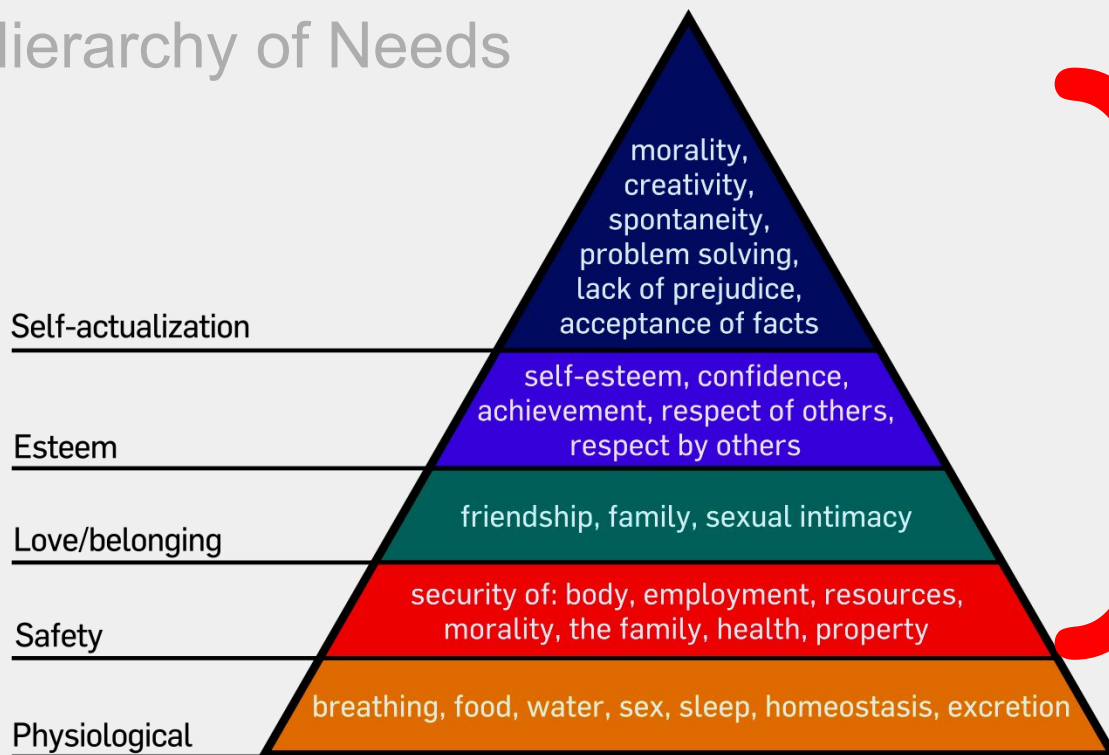 Hierarchy of Needs
morality,
creativity,
spontaneity,
problem solving,
lack of prejudice,
acceptance of facts
Self-actualization
self-esteem, confidence,
achievement, respect of others,
respect by others
Esteem
friendship, family, sexual intimacy
Love/belonging
security of: body, employment, resources,
morality, the family, health, property
Safety
breathing, food, water, sex, sleep, homeostasis, excretion
Physiological